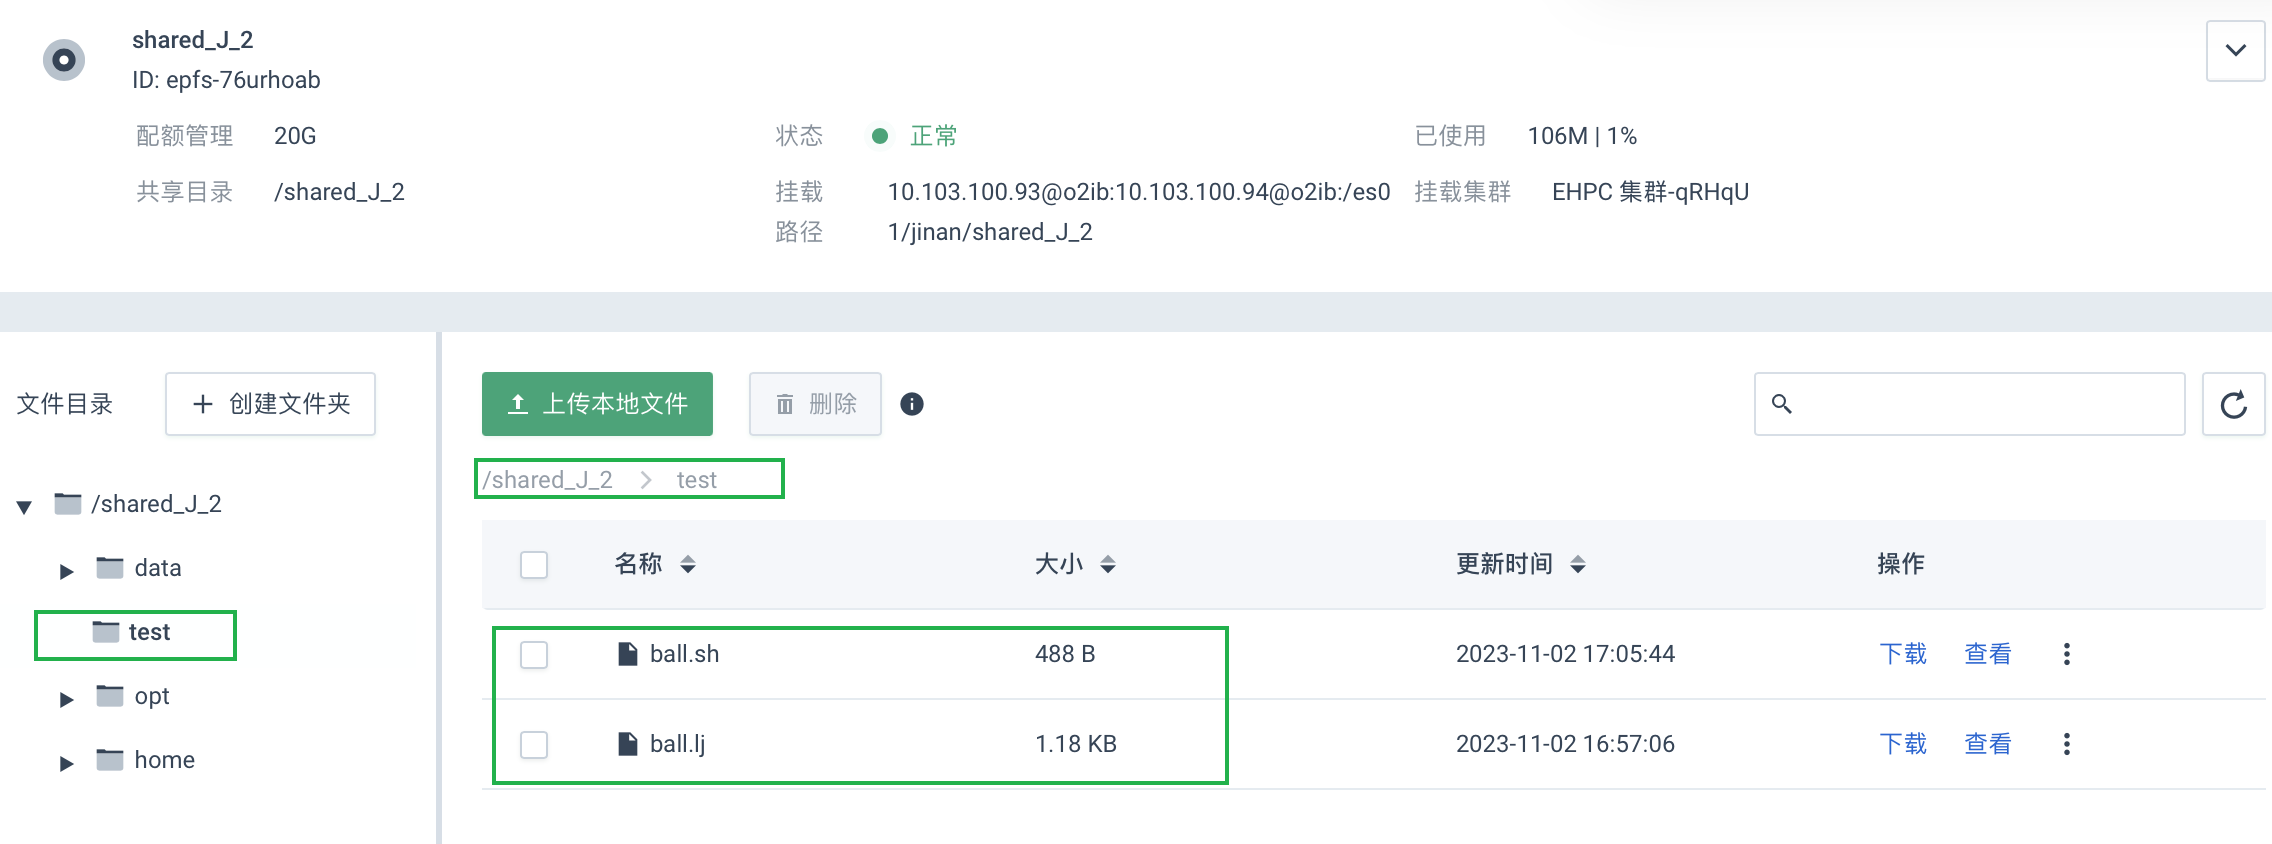 shared_J_2
ID: epfs-76urhoab
配额管理 20G 状态 正常 已使用 106M | 1%
共享目录 /shared_J_2 挂载路径 10.103.100.93@o2ib:10.103.100.94@o2ib:/es01/jinan/shared_J_2 挂载集群 EHPC 集群-qRHqU
文件目录 创建文件夹
/shared_J_2
data
test
opt
home
上传本地文件 删除
/shared_J_2 > test
名称 大小 更新时间 操作
ball.sh 488 B 2023-11-02 17:05:44 下载 查看
ball.lj 1.18 KB 2023-11-02 16:57:06 下载 查看